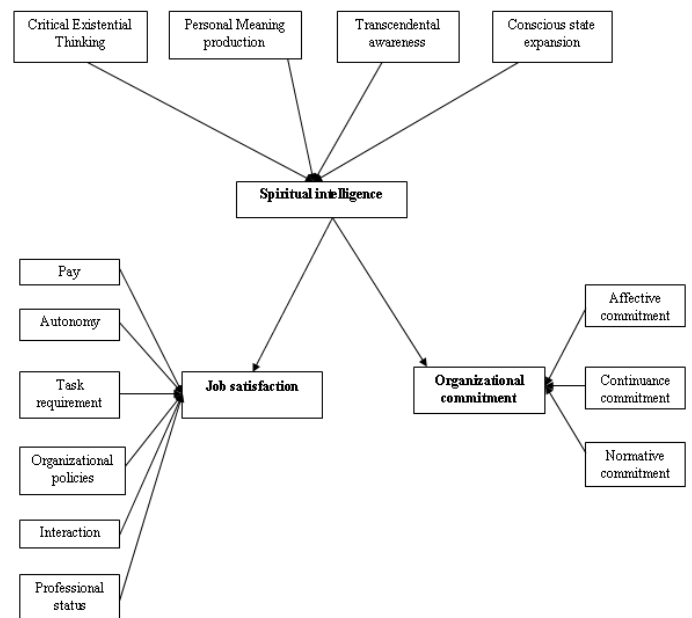 Critical Existential
Thinking
Personal Meaning
production
Transcendental
awareness
Conscious state
expansion
Spiritual intelligence
Pay
Autonomy
Task
requirement
Organizational
policies
Interaction
Professional
status
Job satisfaction
Organizational
commitment
Affective
commitment
Continuance
commitment
Normative
commitment